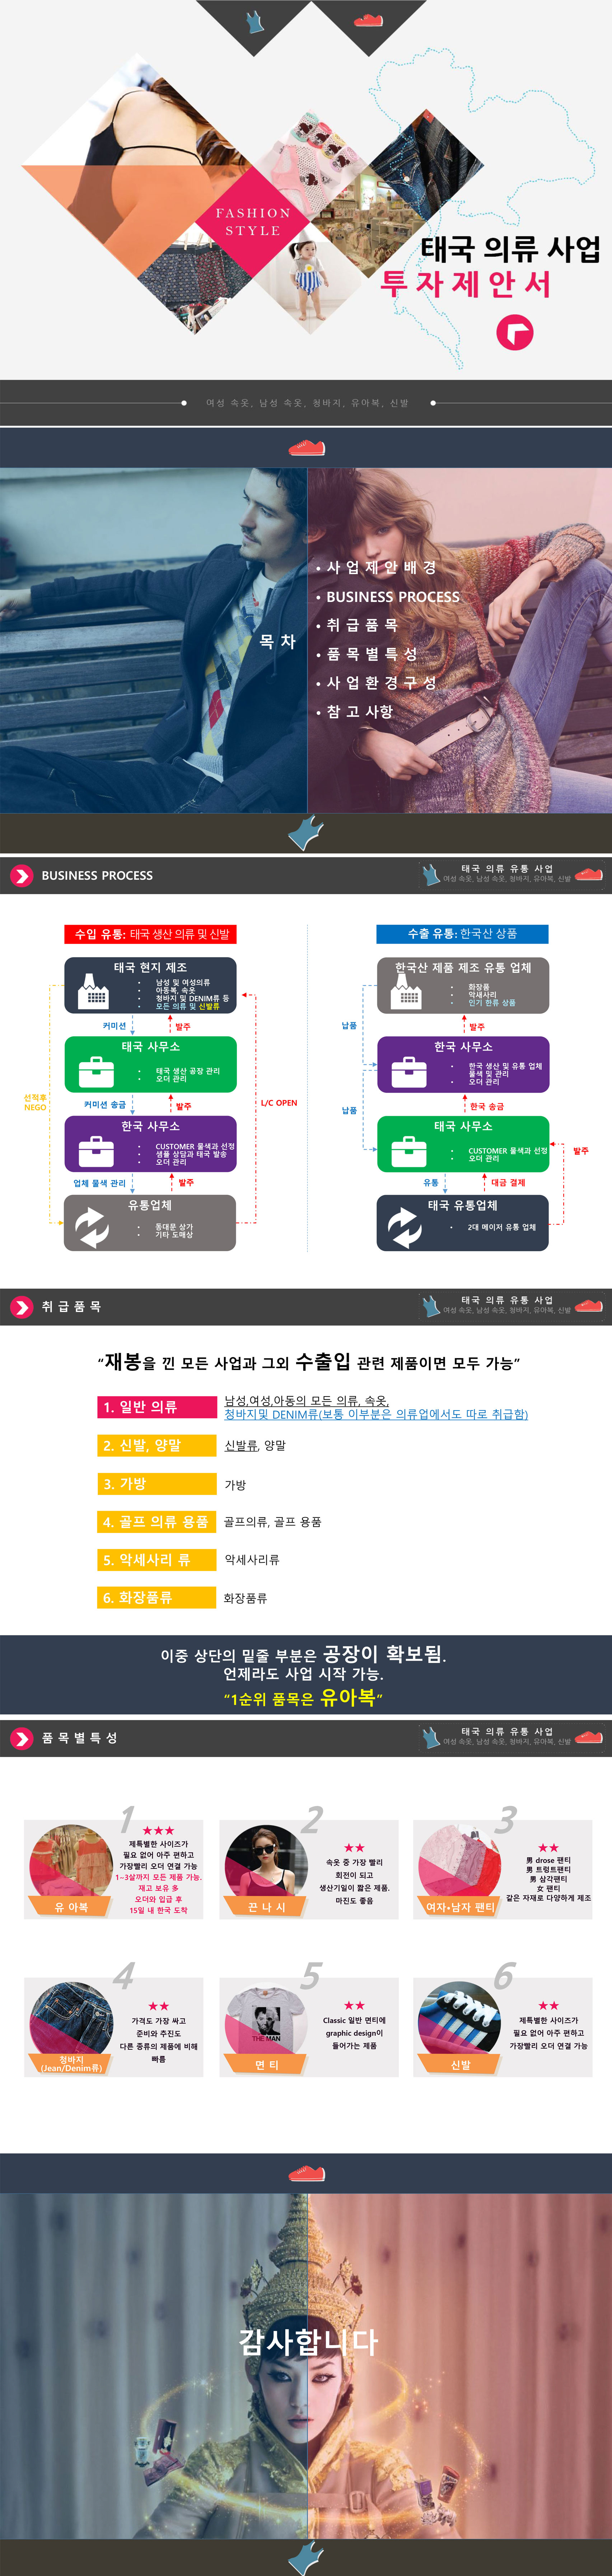 FASHION
STYLE
태국 의류 사업
투자제안서
여성 속옷, 남성 속옷, 청바지, 유아복, 신발
목 차
• 사 업 제 안 배 경
• BUSINESS PROCESS
• 취 급 품 목
• 품 목 별 특 성
• 사 업 환 경 구 성
• 참 고 사항
BUSINESS PROCESS
태국 의류 유통 사업
여성 속옷, 남성 속옷, 청바지, 유아복, 신발
수입 유통: 태국 생산 의류 및 신발
태국 현지 제조
• 남성 및 여성의류
• 아동복, 속옷
• 청바지 및 DENIM류 등
• 모든 의류 및 신발류
커미션
발주
태국 사무소
• 태국 생산 공장 관리
• 오더 관리
선적후
NEGO
커미션 송금
발주
L/C OPEN
한국 사무소
• CUSTOMER 물색과 선정
• 샘플 상담과 태국 발송
• 오더 관리
업체 물색 관리
발주
유통업체
• 동대문 상가
• 기타 도매상
수출 유통: 한국산 상품
한국산 제품 제조 유통 업체
• 화장품
• 악새사리
• 인기 한류 상품
납품
발주
한국 사무소
• 한국 생산 및 유통 업체
물색 및 관리
• 오더 관리
납품
한국 송금
태국 사무소
• CUSTOMER 물색과 선정
• 오더 관리
발주
유통
대금 결제
태국 유통업체
• 2대 메이저 유통 업체
취 급 품 목
태국 의류 유통 사업
여성 속옷, 남성 속옷, 청바지, 유아복, 신발
“재봉을 낀 모든 사업과 그외 수출입 관련 제품이면 모두 가능”
1. 일반 의류
남성,여성,아동의 모든 의류, 속옷,
청바지및 DENIM류(보통 이부분은 의류업에서도 따로 취급함)
2. 신발, 양말
신발류, 양말
3. 가방
가방
4. 골프 의류 용품
골프의류, 골프 용품
5. 악세사리 류
악세사리류
6. 화장품류
화장품류
이중 상단의 밑줄 부분은 공장이 확보됨.
언제라도 사업 시작 가능.
“1순위 품목은 유아복”
품 목 별 특 성
태국 의류 유통 사업
여성 속옷, 남성 속옷, 청바지, 유아복, 신발
1
★★★
제특별한 사이즈가
필요 없어 아주 편하고
가장빨리 오더 연결 가능
1~3살까지 모든 제품 가능.
재고 보유 多
오더와 입급 후
15일 내 한국 도착
유 아복
2
★★
속옷 중 가장 빨리
회전이 되고
생산기일이 짧은 제품.
마진도 좋음
끈 나 시
3
★★
男 drose 팬티
男 트렁트팬티
男 삼각팬티
女 팬티
같은 자재로 다양하게 제조
여자•남자 팬티
4
★★
가격도 가장 싸고
준비와 추진도
다른 종류의 제품에 비해
빠름
청바지
(Jean/Denim류)
5
★★
Classic 일반 면티에
graphic design이
들어가는 제품
THE MAN
면 티
6
★★
제특별한 사이즈가
필요 없어 아주 편하고
가장빨리 오더 연결 가능
신발
감사합니다